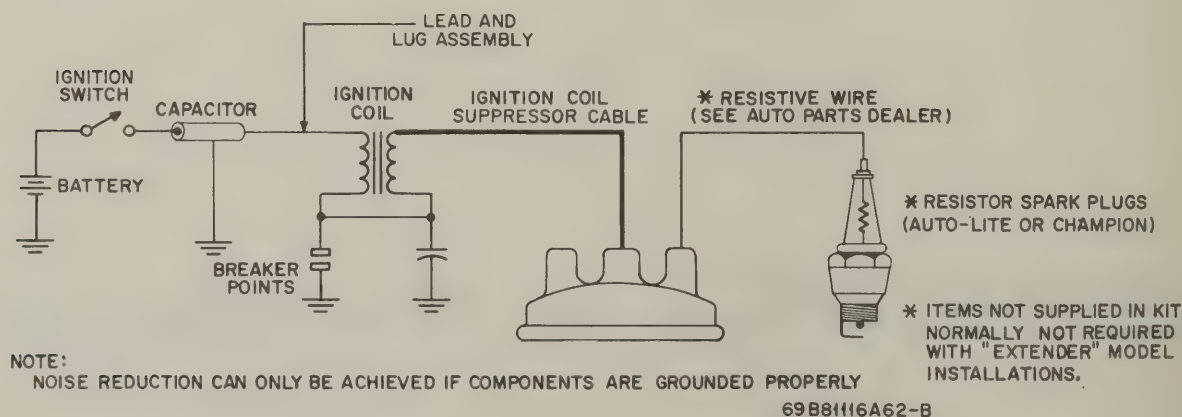 LEAD AND
LUG ASSEMBLY
IGNITION
SWITCH
CAPACITOR
IGNITION
COIL
IGNITION COIL
SUPPRESSOR CABLE
* RESISTIVE WIRE
(SEE AUTO PARTS DEALER)
BATTERY
BREAKER
POINTS
* RESISTOR SPARK PLUGS
(AUTO-LITE OR CHAMPION)
* ITEMS NOT SUPPLIED IN KIT
NORMALLY NOT REQUIRED
WITH "EXTENDER" MODEL
INSTALLATIONS.
NOTE:
NOISE REDUCTION CAN ONLY BE ACHIEVED IF COMPONENTS ARE GROUNDED PROPERLY
69B81116A62-B